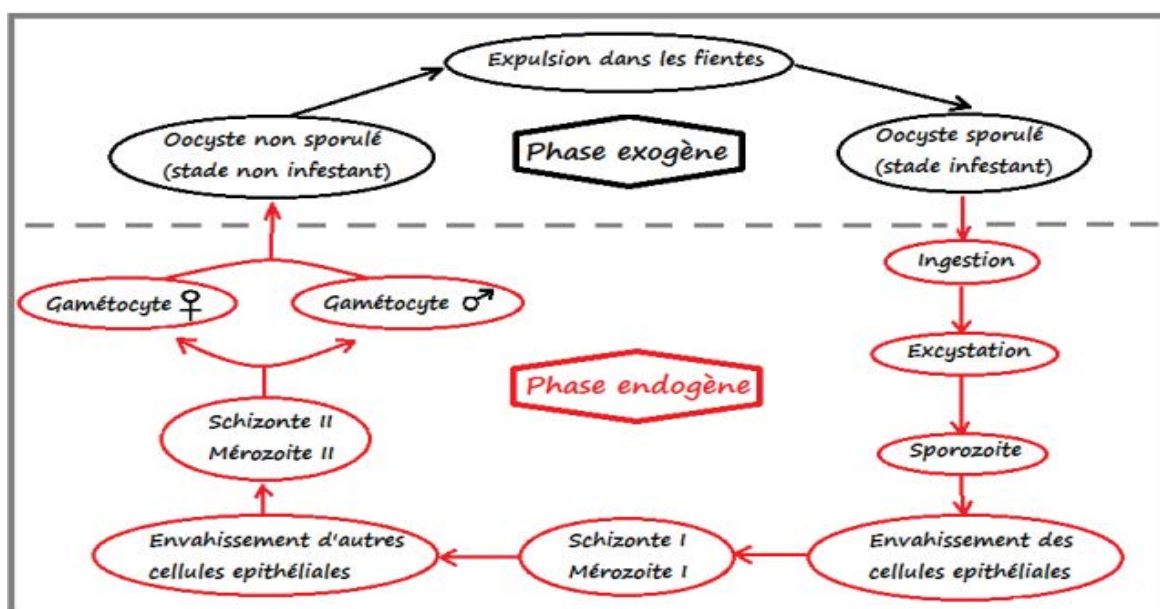 Expulsion dans les fientes
Oocyste non sporulé
(stade non infestant)
Phase exogène
Oocyste sporulé
(stade infestant)
Ingestion
Gamétocyte ♀
Gamétocyte ♂
Excystation
Phase endogène
Schizonte II
Mérozoite II
Sporozoite
Envahissement d'autres
cellules epithéliales
Schizonte I
Mérozoite I
Envahissement des
cellules epithéliales